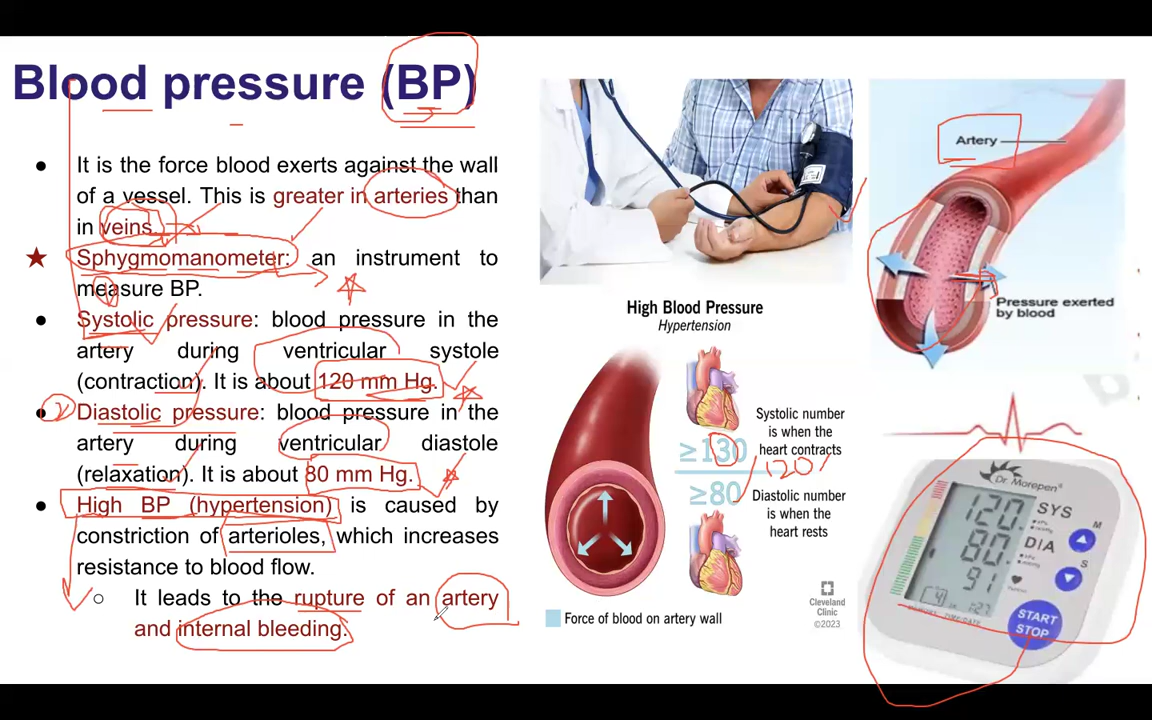 Blood pressure (BP)
● It is the force blood exerts against the wall
of a vessel. This is greater in arteries than
in veins.
★ Sphygmomanometer: an instrument to
measure BP.
● Systolic pressure: blood pressure in the
artery during ventricular systole
(contraction). It is about 120 mm Hg.
● Diastolic pressure: blood pressure in the
artery during ventricular diastole
(relaxation). It is about 80 mm Hg.
● High BP (hypertension) is caused by
constriction of arterioles, which increases
resistance to blood flow.
○ It leads to the rupture of an artery
and internal bleeding.
High Blood Pressure
Hypertension
Systolic number
is when the
heart contracts
≥130
120
≥80
Diastolic number
is when the
heart rests
Force of blood on artery wall
Cleveland
Clinic
©2023
Artery
Pressure exerted
by blood
Dr. Morepen
120 SYS
80 DIA
91
M
S
START
STOP